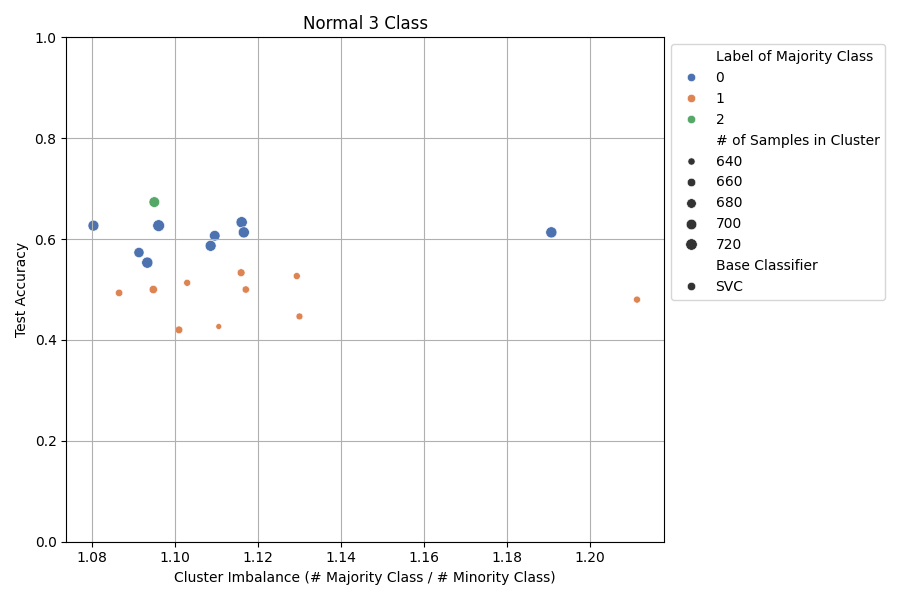 Normal 3 Class
Test Accuracy
1.0
0.8
0.6
0.4
0.2
0.0
1.08 1.10 1.12 1.14 1.16 1.18 1.20
Cluster Imbalance (# Majority Class / # Minority Class)
Label of Majority Class
0
1
2
# of Samples in Cluster
640
660
680
700
720
Base Classifier
SVC